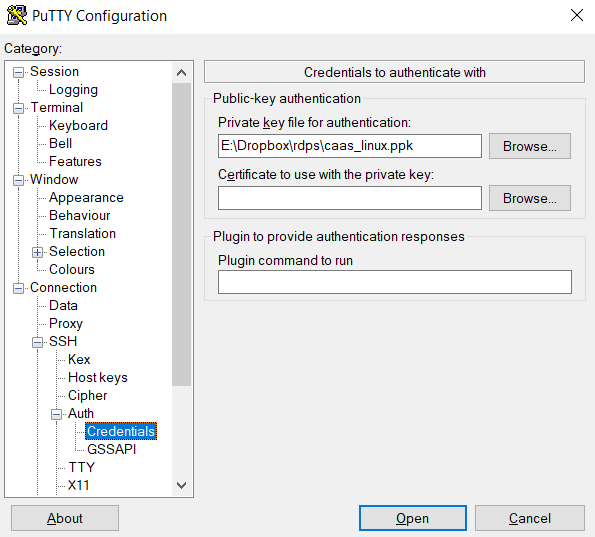 PuTTY Configuration
Category:
Session
Logging
Terminal
Keyboard
Bell
Features
Window
Appearance
Behaviour
Translation
Selection
Colours
Connection
Data
Proxy
SSH
Kex
Host keys
Cipher
Auth
Credentials
GSSAPI
TTY
X11
Credentials to authenticate with
Public-key authentication
Private key file for authentication:
E:\Dropbox\rdps\caas_linux.ppk
Browse...
Certificate to use with the private key:
Browse...
Plugin to provide authentication responses
Plugin command to run
About
Open
Cancel